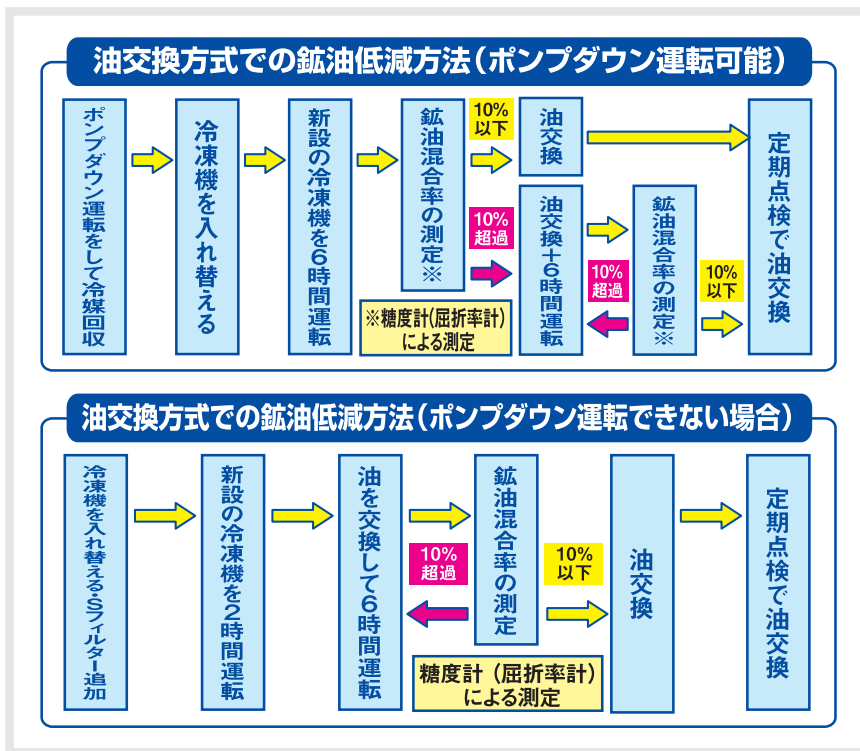 油交換方式での鉱油低減方法（ポンプダウン運転可能）
ポンプダウン運転をして冷媒回収
冷凍機を入れ替える
新設の冷凍機を6時間運転
鉱油混合率の測定※
10%
以下
油交換
10%
超過
油交換＋6時間運転
鉱油混合率の測定※
10%
超過
10%
以下
定期点検で油交換
※糖度計（屈折率計）
による測定
油交換方式での鉱油低減方法（ポンプダウン運転できない場合）
冷凍機を入れ替える・Sフィルター追加
新設の冷凍機を2時間運転
油を交換して6時間運転
10%
超過
鉱油混合率の測定
10%
以下
油交換
定期点検で油交換
糖度計（屈折率計）
による測定